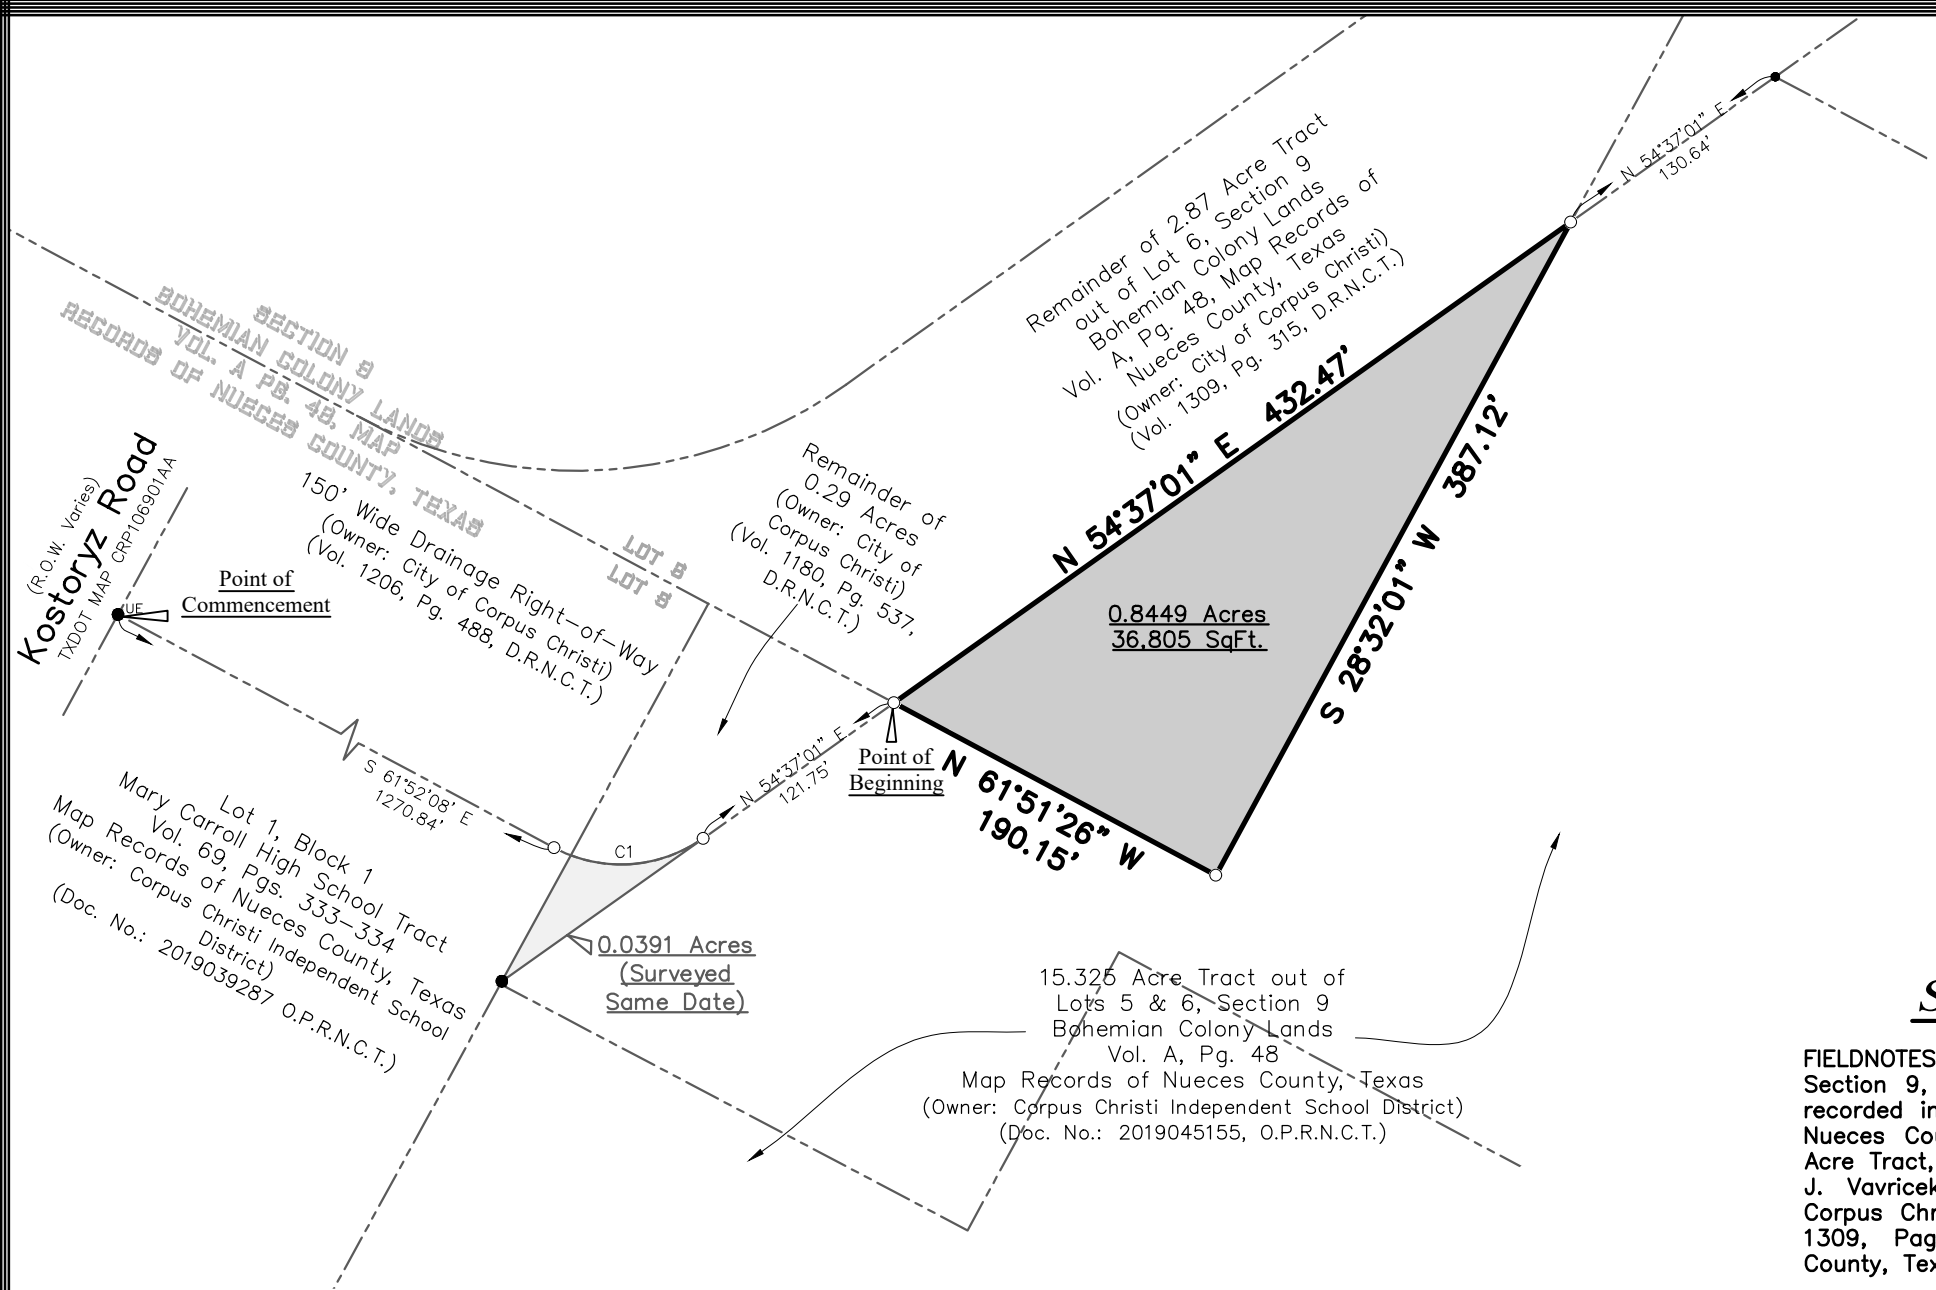 N 54°37'01" E
130.64'
Remainder of 2.87 Acre Tract
out of Lot 6, Section 9
Bohemian Colony Lands
Vol. A, Pg. 48, Map Records of
Nueces County, Texas
(Owner: City of Corpus Christi)
(Vol. 1309, Pg. 315, D.R.N.C.T.)
N 54°37'01" E 432.47'
S 28°32'01" W 387.12'
0.8449 Acres
36,805 SqFt.
N 61°51'26" W
190.15'
SECTION 9
BOHEMIAN COLONY LANDS
VOL. A PG. 48, MAP
RECORDS OF NUECES COUNTY, TEXAS
150' Wide Drainage Right-of-Way
(Owner: City of Corpus Christi)
(Vol. 1206, Pg. 488, D.R.N.C.T.)
LOT
LOT
Remainder of
0.29 Acres
(Owner: City of
Corpus Christi)
(Vol. 1180, Pg. 537,
D.R.N.C.T.)
(R.O.W. Varies)
Kostoryz Road
TXDOT MAP CRP106901AA
UE
Point of
Commencement
S 61°52'08' E
1270.84'
C1
N 54°37'01" E
121.75'
Point of
Beginning
Lot 1, Block 1
Mary Carroll High School Tract
Vol. 69, Pgs. 333-334
Map Records of Nueces County, Texas
(Owner: Corpus Christi Independent School
District)
(Doc. No.: 2019039287 O.P.R.N.C.T.)
0.0391 Acres
(Surveyed
Same Date)
15.325 Acre Tract out of
Lots 5 & 6, Section 9
Bohemian Colony Lands
Vol. A, Pg. 48
Map Records of Nueces County, Texas
(Owner: Corpus Christi Independent School District)
(Doc. No.: 2019045155, O.P.R.N.C.T.)
S
FIELDNOTES
Section 9,
recorded in
Nueces Cou
Acre Tract,
J. Vavricek
Corpus Chr
1309, Pag
County, Tex